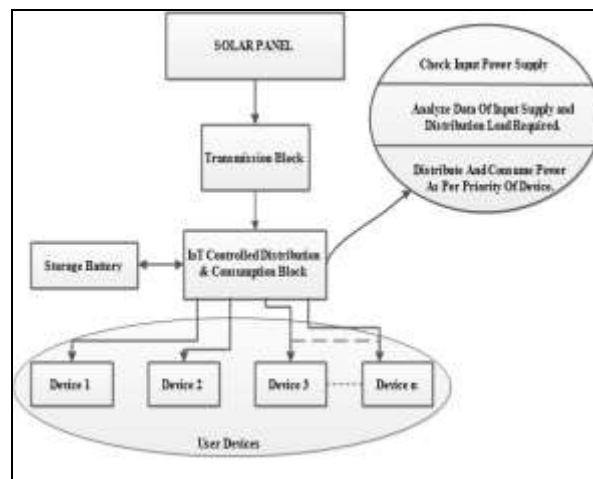 SOLAR PANEL
Check Input Power Supply
Analyze Data Of Input Supply and
Distribution Load Required.
Distribute And Consume Power
As Per Priority Of Device.
Transmission Block
IoT Controlled Distribution
& Consumption Block
Storage Battery
Device 1
Device 2
Device 3
Device n
User Devices